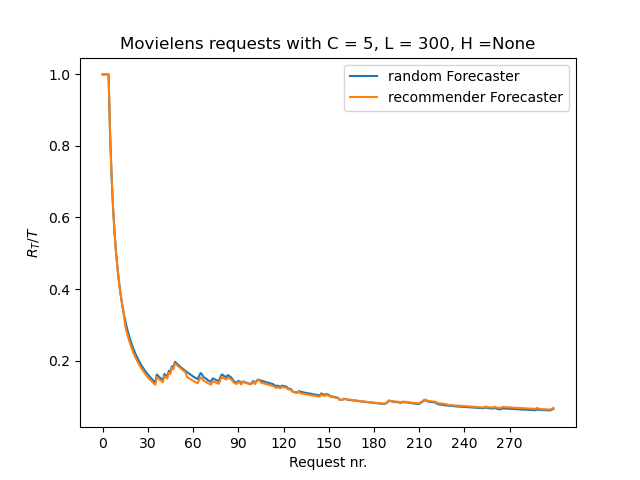 Movielens requests with C = 5, L = 300, H =None
random Forecaster
recommender Forecaster
1.0
0.8
0.6
0.4
0.2
R_T/T
0 30 60 90 120 150 180 210 240 270
Request nr.